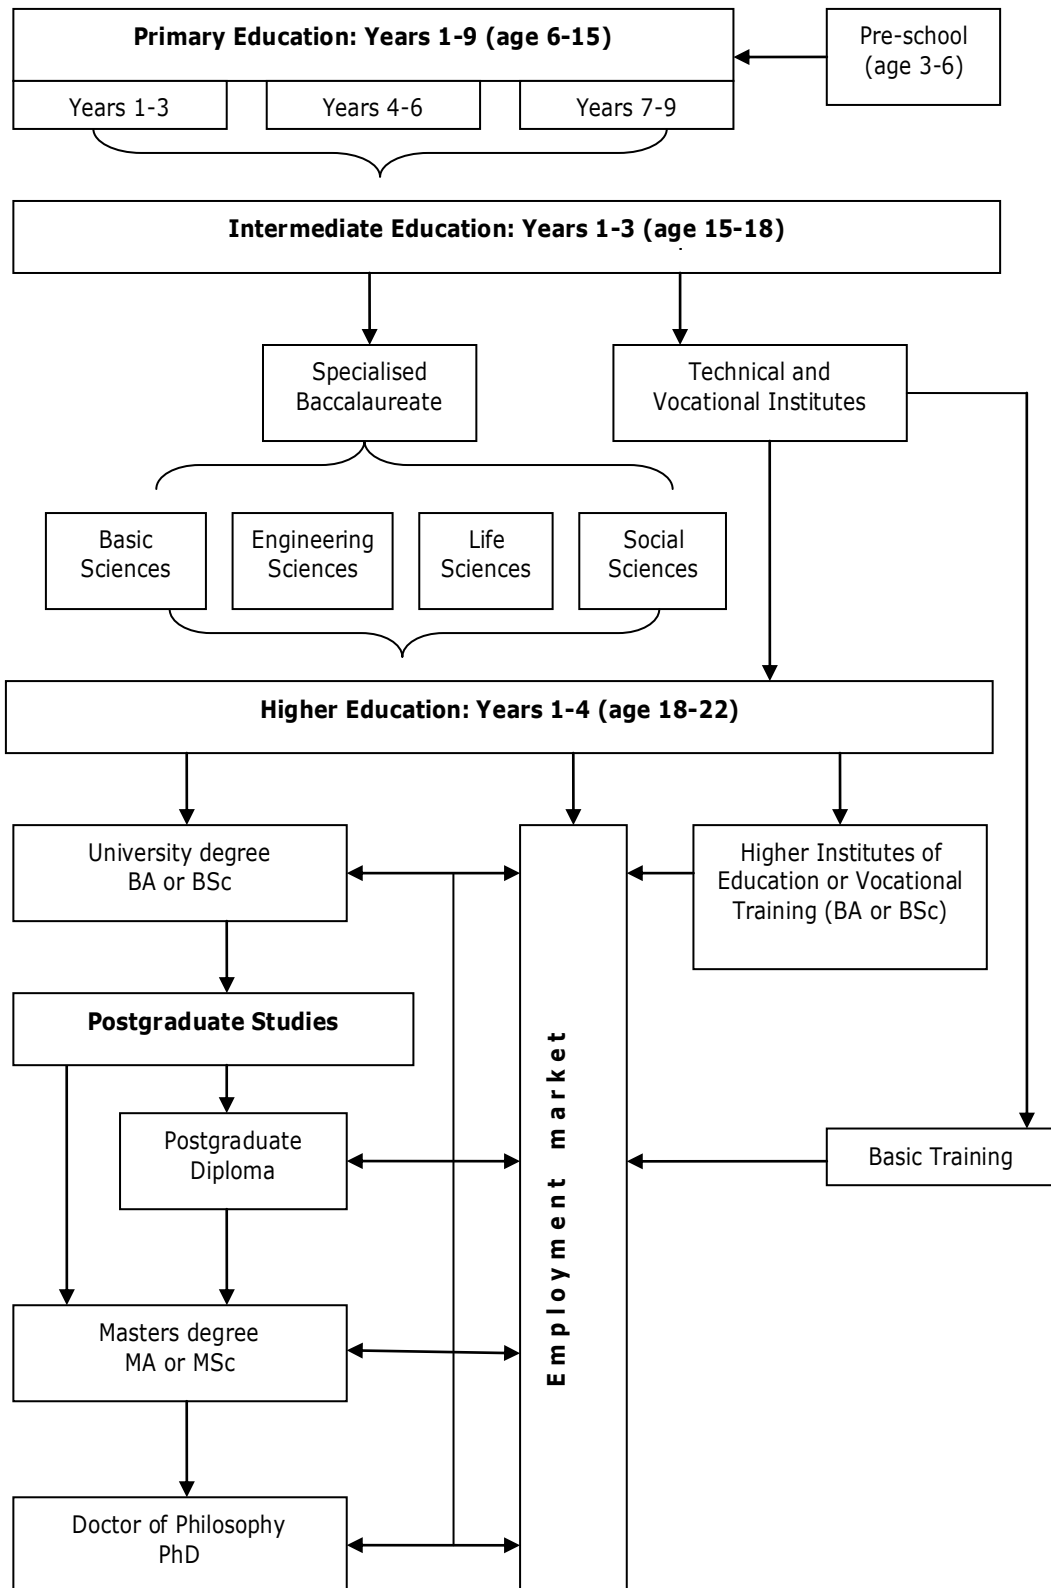 Primary Education: Years 1-9 (age 6-15)
Pre-school
(age 3-6)
Years 1-3
Years 4-6
Years 7-9
Intermediate Education: Years 1-3 (age 15-18)
Specialised
Baccalaureate
Technical and
Vocational Institutes
Basic
Sciences
Engineering
Sciences
Life
Sciences
Social
Sciences
Higher Education: Years 1-4 (age 18-22)
University degree
BA or BSc
Higher Institutes of
Education or Vocational
Training (BA or BSc)
Postgraduate Studies
Employment market
Postgraduate
Diploma
Basic Training
Masters degree
MA or MSc
Doctor of Philosophy
PhD